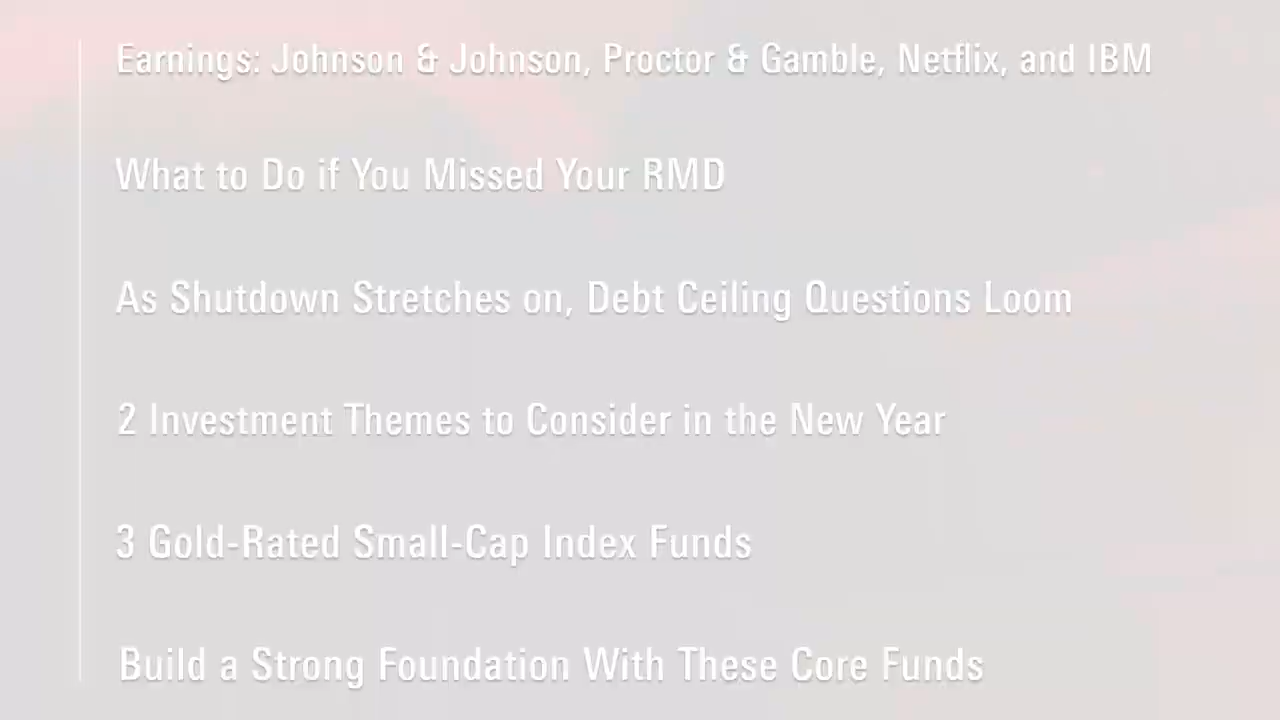 Earnings: Johnson & Johnson, Proctor & Gamble, Netflix, and IBM
What to Do if You Missed Your RMD
As Shutdown Stretches on, Debt Ceiling Questions Loom
2 Investment Themes to Consider in the New Year
3 Gold-Rated Small-Cap Index Funds
Build a Strong Foundation With These Core Funds